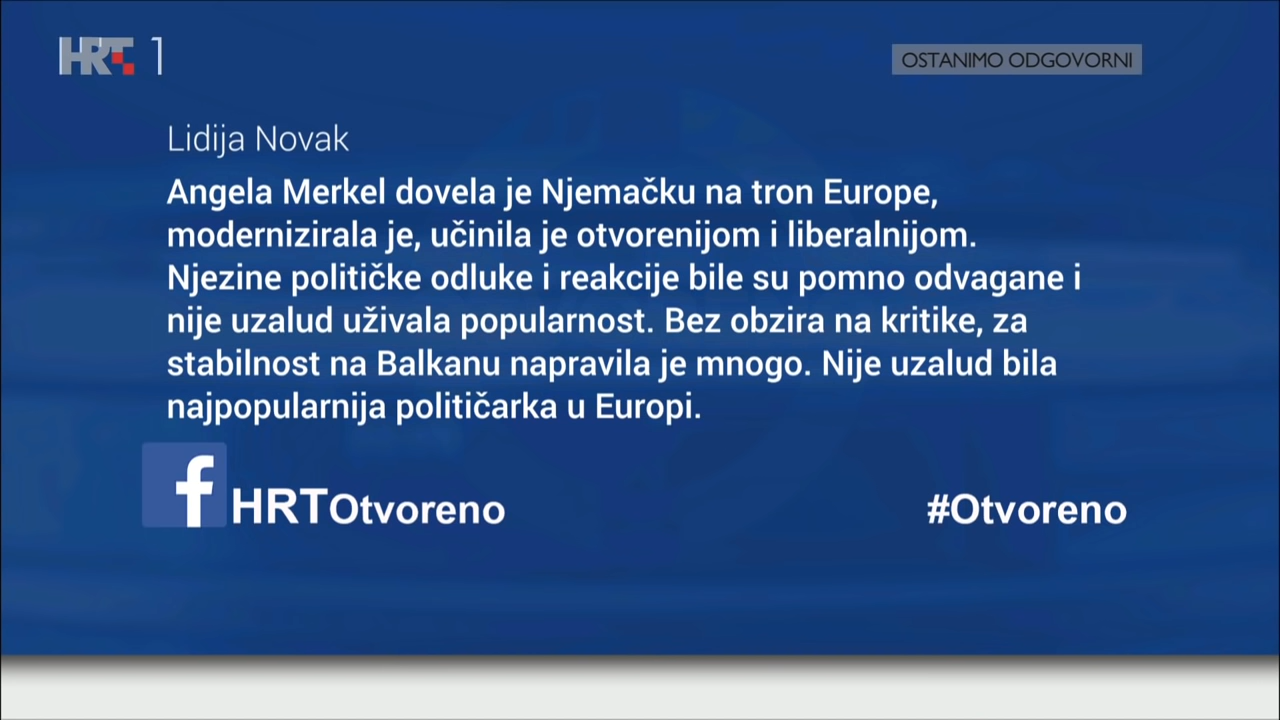 HRT 1
OSTANIMO ODGOVORNI
Lidija Novak
Angela Merkel dovela je Njemačku na tron Europe,
modernizirala je, učinila je otvorenijom i liberalnijom.
Njezine političke odluke i reakcije bile su pomno odvagane i
nije uzalud uživala popularnost. Bez obzira na kritike, za
stabilnost na Balkanu napravila je mnogo. Nije uzalud bila
najpopularnija političarka u Europi.
f HRTOtvoreno
#Otvoreno